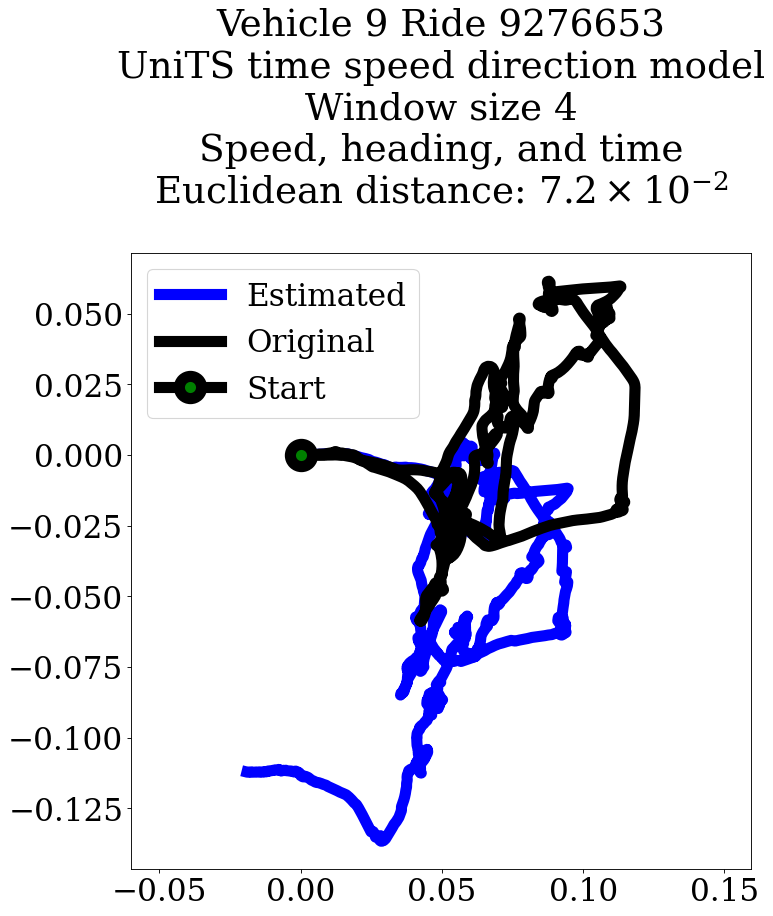 Vehicle 9 Ride 9276653
UniTS time speed direction model
Window size 4
Speed, heading, and time
Euclidean distance: 7.2 × 10⁻²
Estimated
Original
Start
0.050
0.025
0.000
−0.025
−0.050
−0.075
−0.100
−0.125
−0.05 0.00 0.05 0.10 0.15